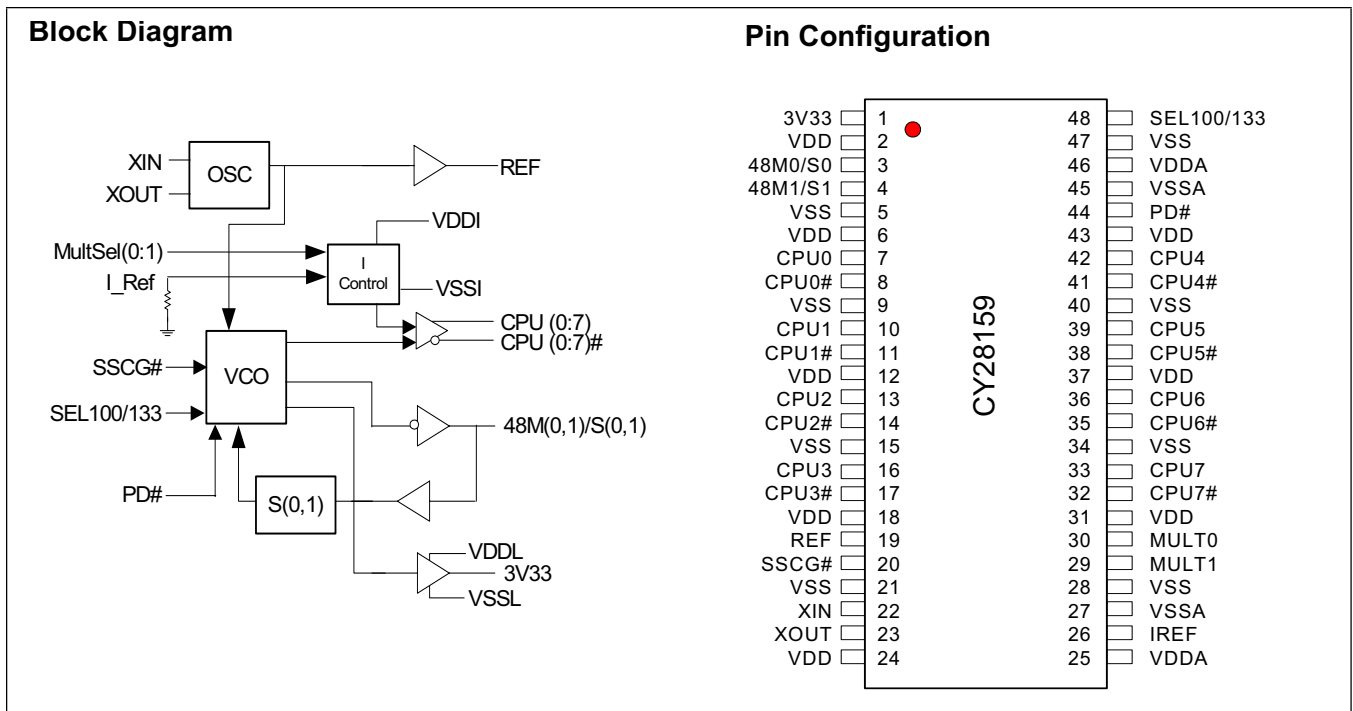 Block Diagram
XIN
XOUT
OSC
REF
VDDI
MultSel(0:1)
I_Ref
I
Control
VSSI
CPU (0:7)
CPU (0:7)#
SSCG#
VCO
SEL100/133
48M(0,1)/S(0,1)
PD#
S(0,1)
VDDL
3V33
VSSL
Pin Configuration
3V33 1 48 SEL100/133
VDD 2 47 VSS
48M0/S0 3 46 VDDA
48M1/S1 4 45 VSSA
VSS 5 44 PD#
VDD 6 43 VDD
CPU0 7 42 CPU4
CPU0# 8 41 CPU4#
VSS 9 40 VSS
CPU1 10 39 CPU5
CPU1# 11 38 CPU5#
VDD 12 37 VDD
CPU2 13 36 CPU6
CPU2# 14 35 CPU6#
VSS 15 34 VSS
CPU3 16 33 CPU7
CPU3# 17 32 CPU7#
VDD 18 31 VDD
REF 19 30 MULT0
SSCG# 20 29 MULT1
VSS 21 28 VSS
XIN 22 27 VSSA
XOUT 23 26 IREF
VDD 24 25 VDDA
CY28159